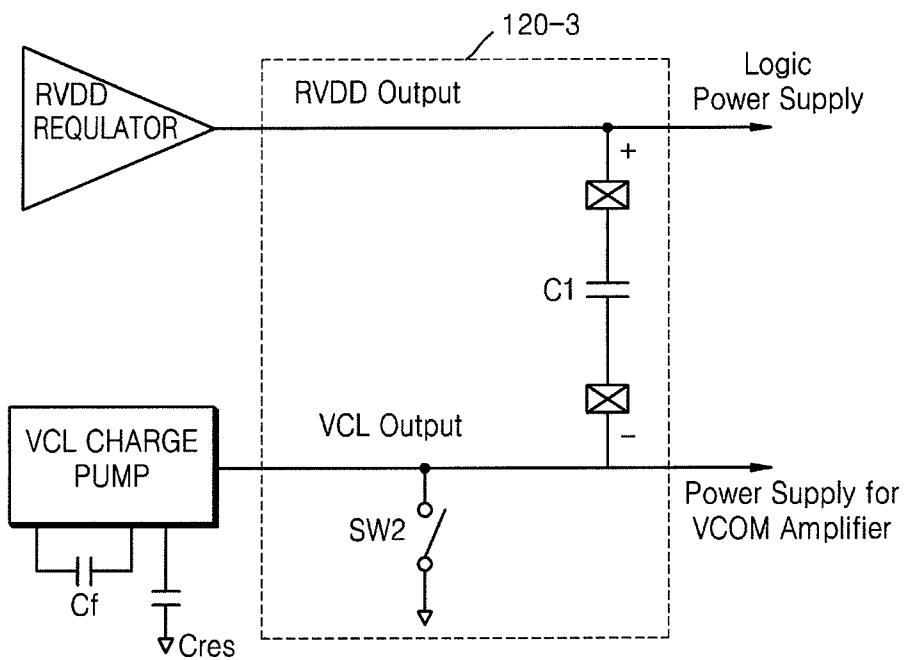 120-3
RVDD
REQULATOR
RVDD Output
Logic
Power Supply
+
C1
VCL CHARGE
PUMP
VCL Output
−
Power Supply for
VCOM Amplifier
SW2
Cf
Cres